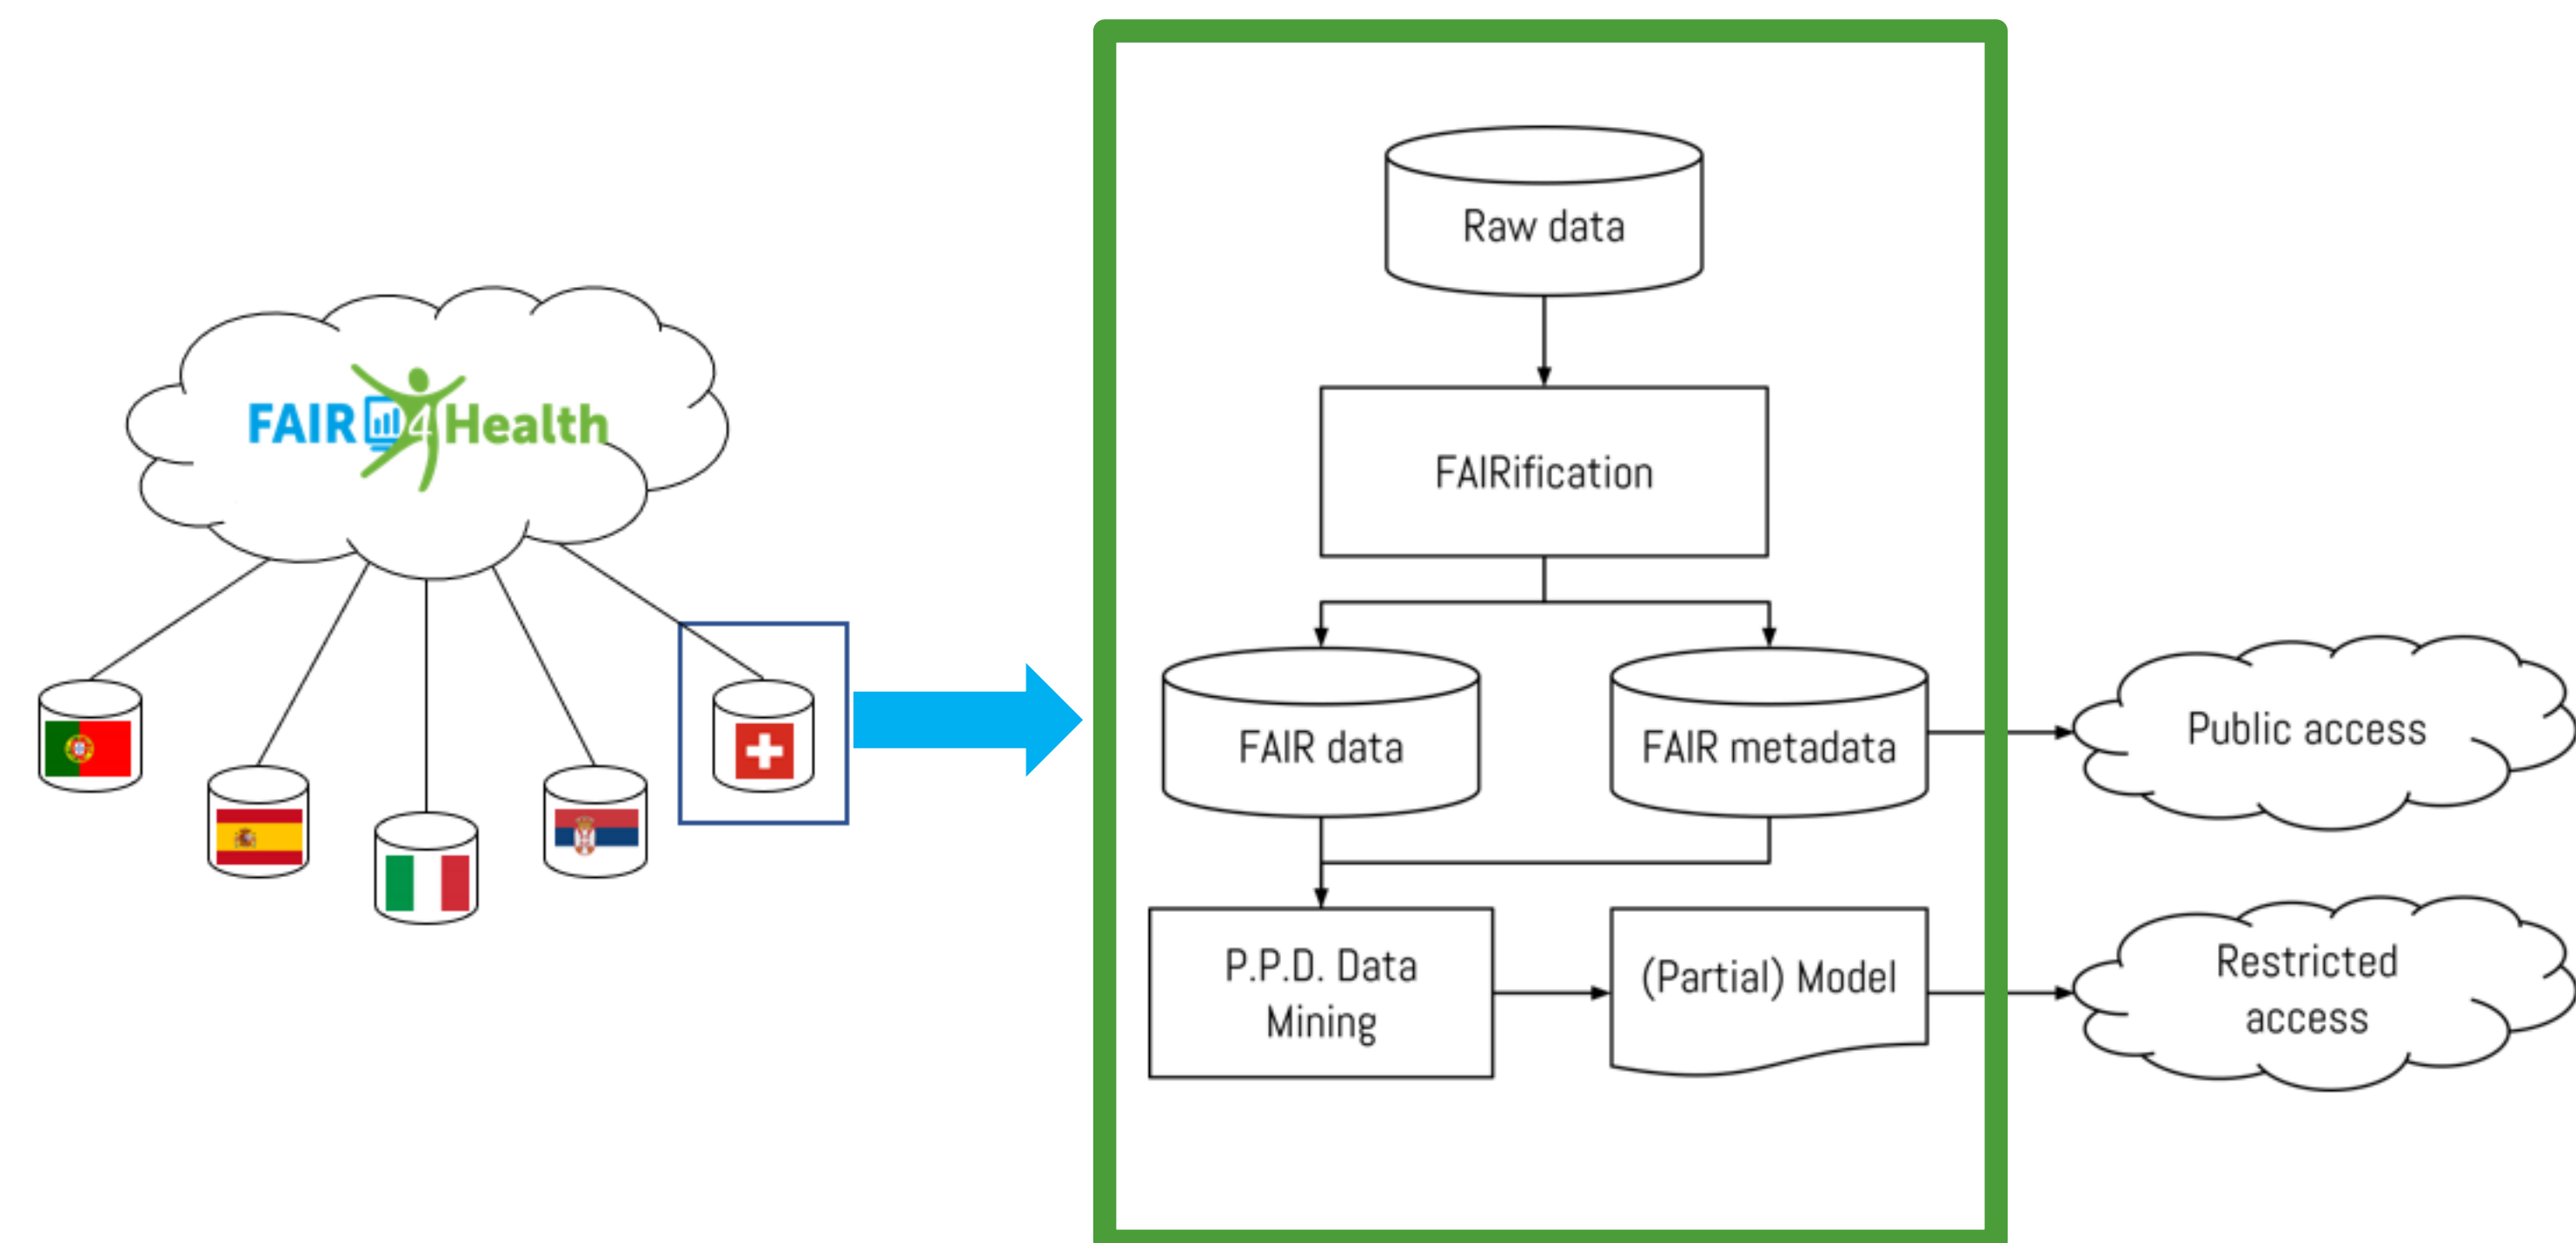 FAIR4Health
Raw data
FAIRification
FAIR data
FAIR metadata
Public access
P.P.D. Data
Mining
(Partial) Model
Restricted
access